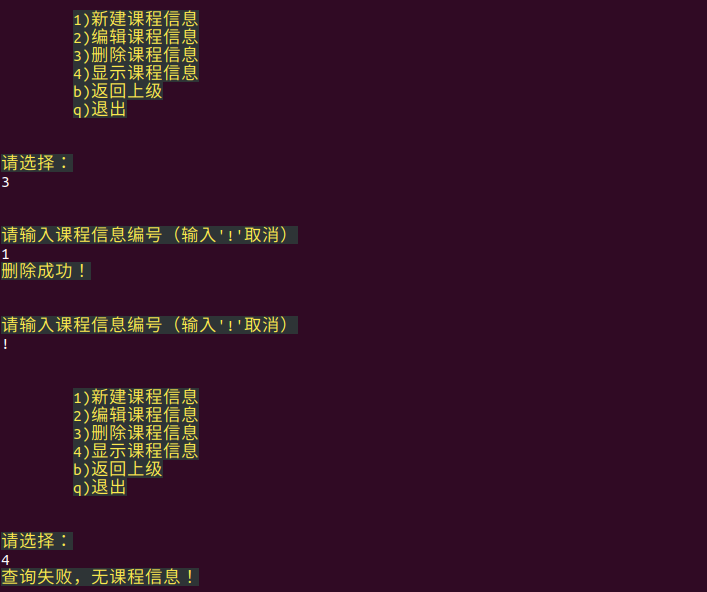 1)新建课程信息
2)编辑课程信息
3)删除课程信息
4)显示课程信息
b)返回上级
q)退出
请选择：
3
请输入课程信息编号（输入'!'取消）
1
删除成功！
请输入课程信息编号（输入'!'取消）
!
1)新建课程信息
2)编辑课程信息
3)删除课程信息
4)显示课程信息
b)返回上级
q)退出
请选择：
4
查询失败，无课程信息！